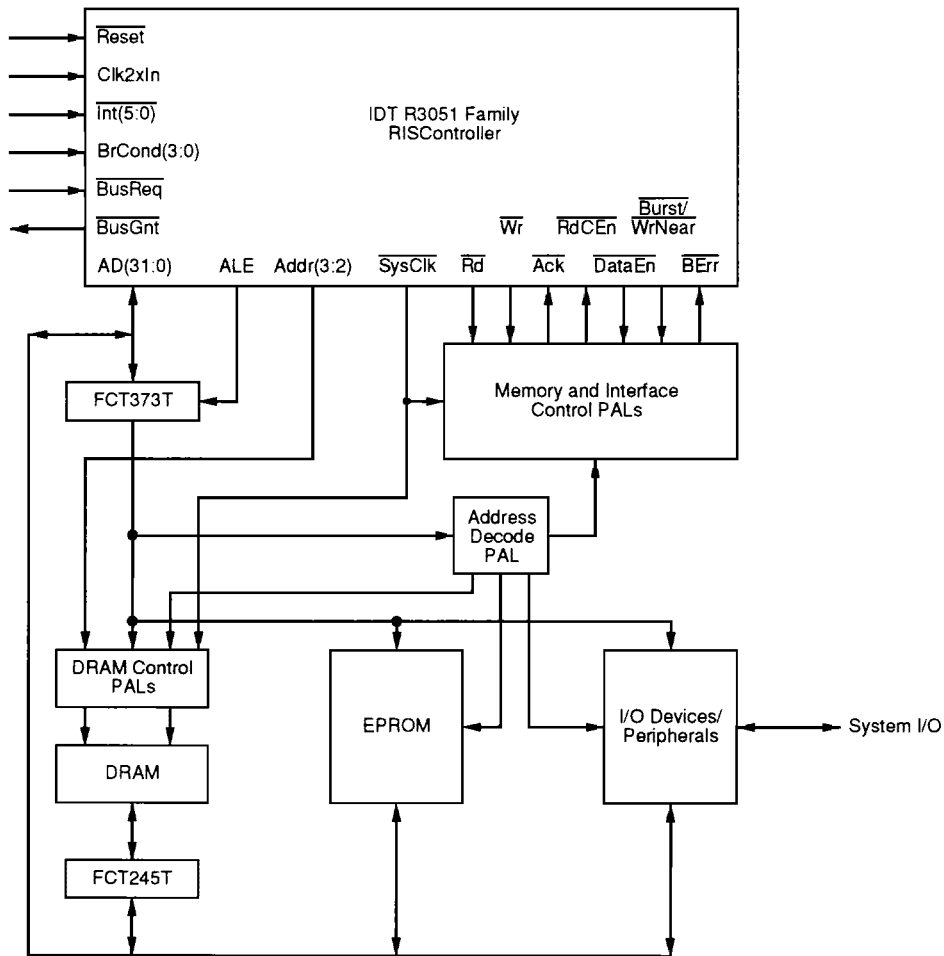 Reset
Clk2xIn
Int(5:0)
BrCond(3:0)
BusReq
BusGnt
IDT R3051 Family
RISController
Wr
RdCEn
Burst/
WrNear
AD(31:0)
ALE
Addr(3:2)
SysClk
Rd
Ack
DataEn
BErr
FCT373T
Memory and Interface
Control PALs
Address
Decode
PAL
DRAM Control
PALs
EPROM
I/O Devices/
Peripherals
System I/O
DRAM
FCT245T